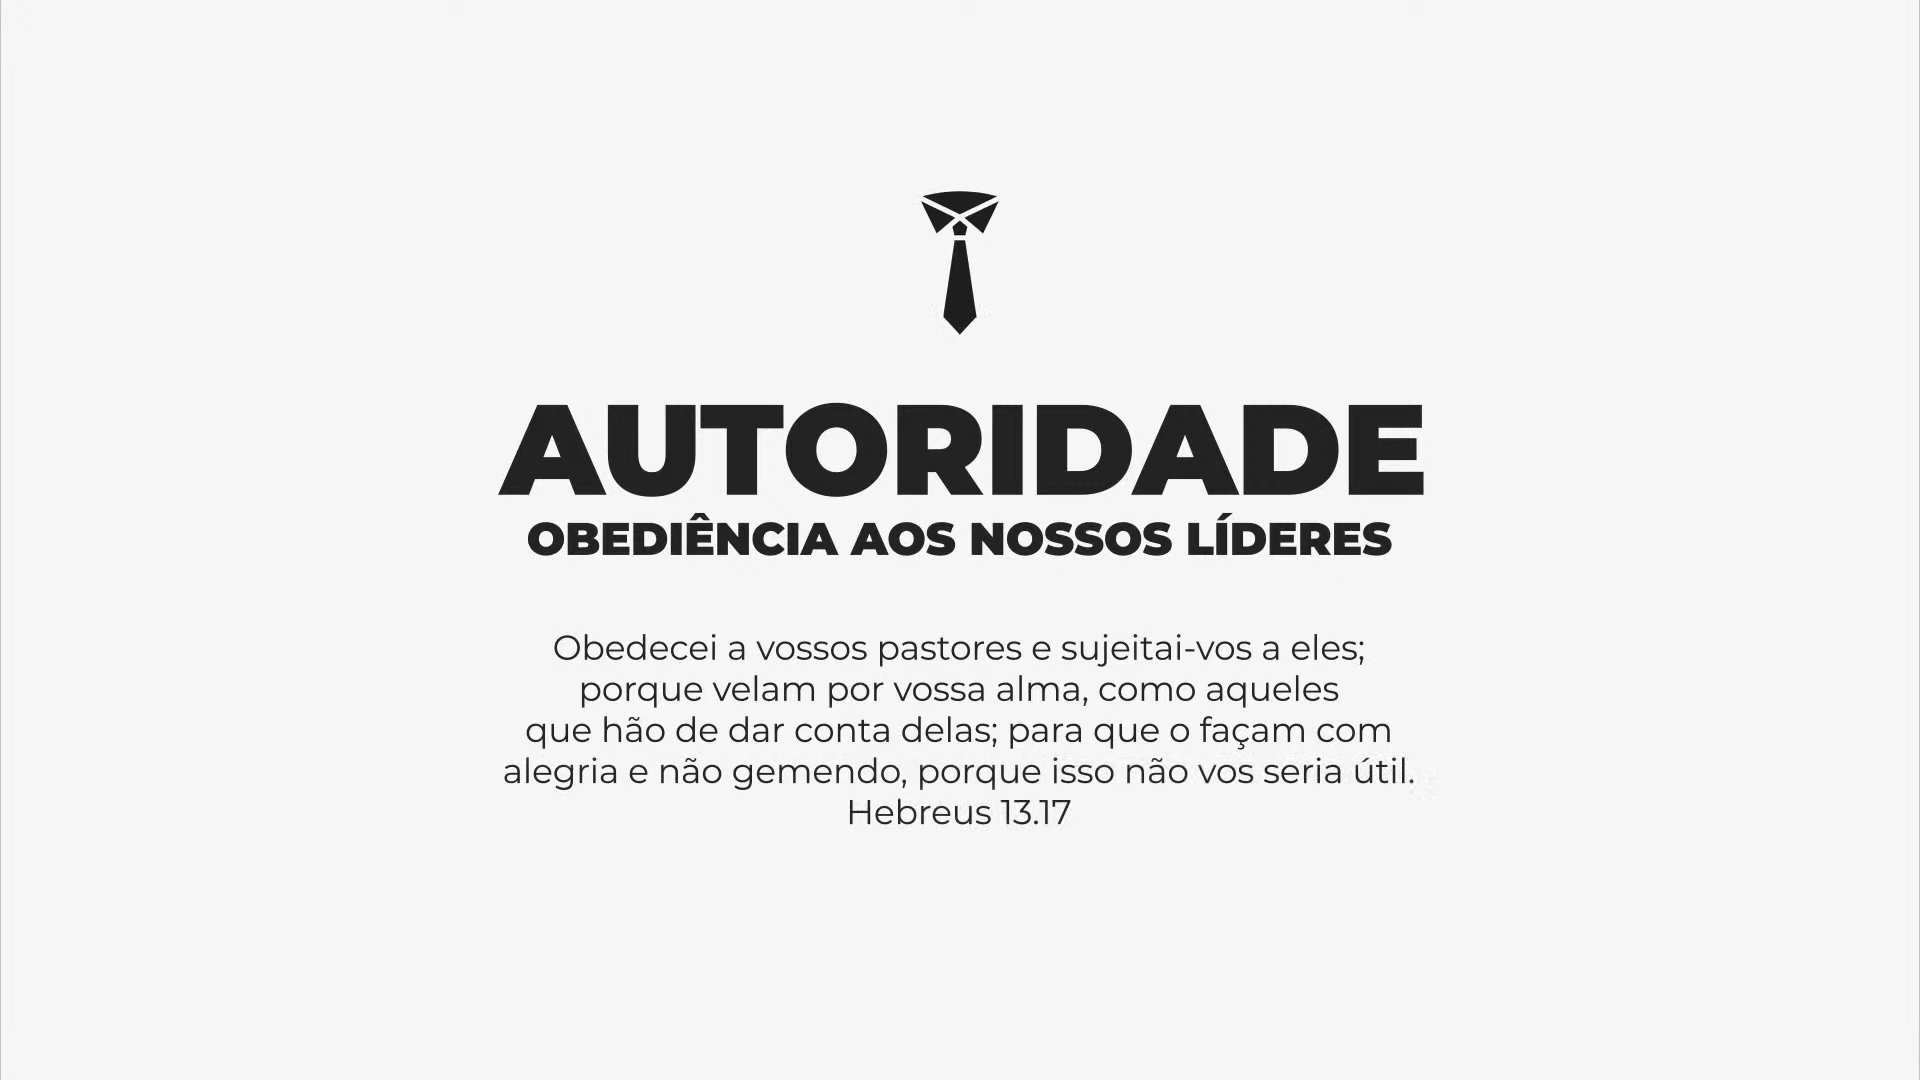 AUTORIDADE
OBEDIÊNCIA AOS NOSSOS LÍDERES
Obedecei a vossos pastores e sujeitai-vos a eles;
porque velam por vossa alma, como aqueles
que hão de dar conta delas; para que o façam com
alegria e não gemendo, porque isso não vos seria útil.
Hebreus 13.17